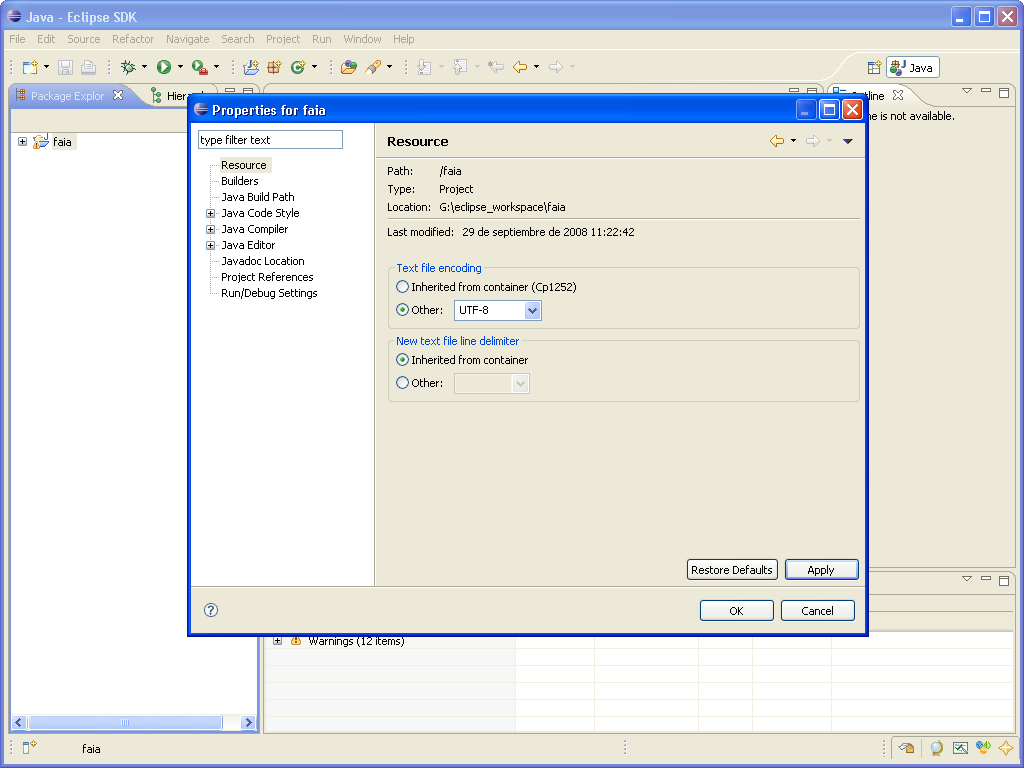 Java - Eclipse SDK
File Edit Source Refactor Navigate Search Project Run Window Help
Java
Package Explor
Hiera
tline
Properties for faia
type filter text
Resource
ne is not available.
faia
Resource
Builders
Java Build Path
Java Code Style
Java Compiler
Java Editor
Javadoc Location
Project References
Run/Debug Settings
Path: /faia
Type: Project
Location: G:\eclipse_workspace\faia
Last modified: 29 de septiembre de 2008 11:22:42
Text file encoding
Inherited from container (Cp1252)
Other: UTF-8
New text file line delimiter
Inherited from container
Other:
Restore Defaults Apply
OK Cancel
Warnings (12 items)
faia